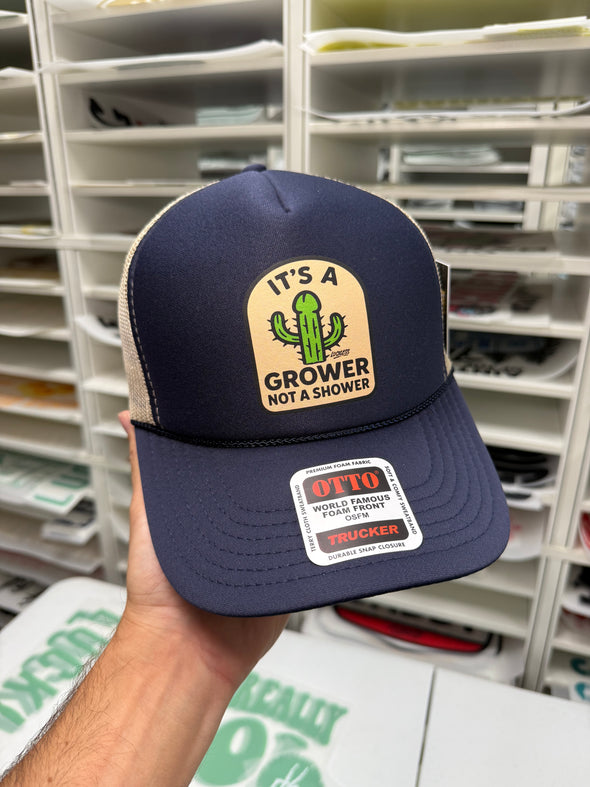 IT'S A
GROWER
NOT A SHOWER
PREMIUM FOAM FABRIC
TERRY CLOTH SWEATBAND
SOFT & COMFY SWEATBAND
OTTO
WORLD FAMOUS
FOAM FRONT
OSFM
TRUCKER
DURABLE SNAP CLOSURE
REALLY